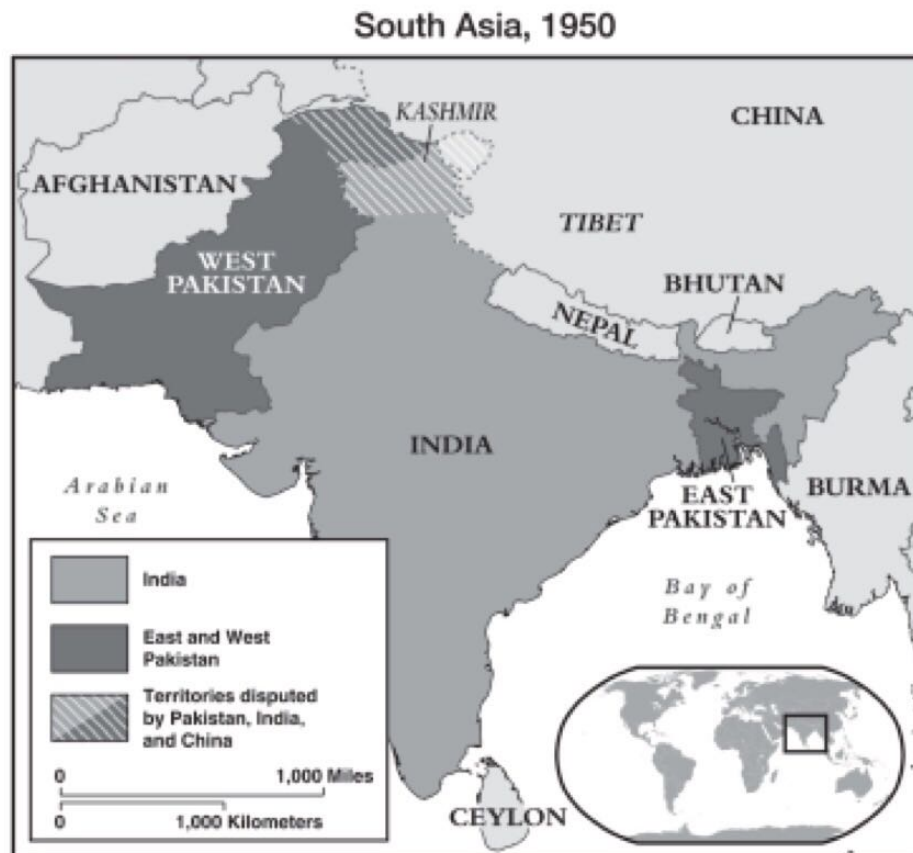 South Asia, 1950
CHINA
KASHMIR
AFGHANISTAN
TIBET
WEST
PAKISTAN
BHUTAN
NEPAL
INDIA
EAST
PAKISTAN
BURMA
Arabian
Sea
Bay of
Bengal
India
East and West
Pakistan
Territories disputed
by Pakistan, India,
and China
0 1,000 Miles
0 1,000 Kilometers
CEYLON